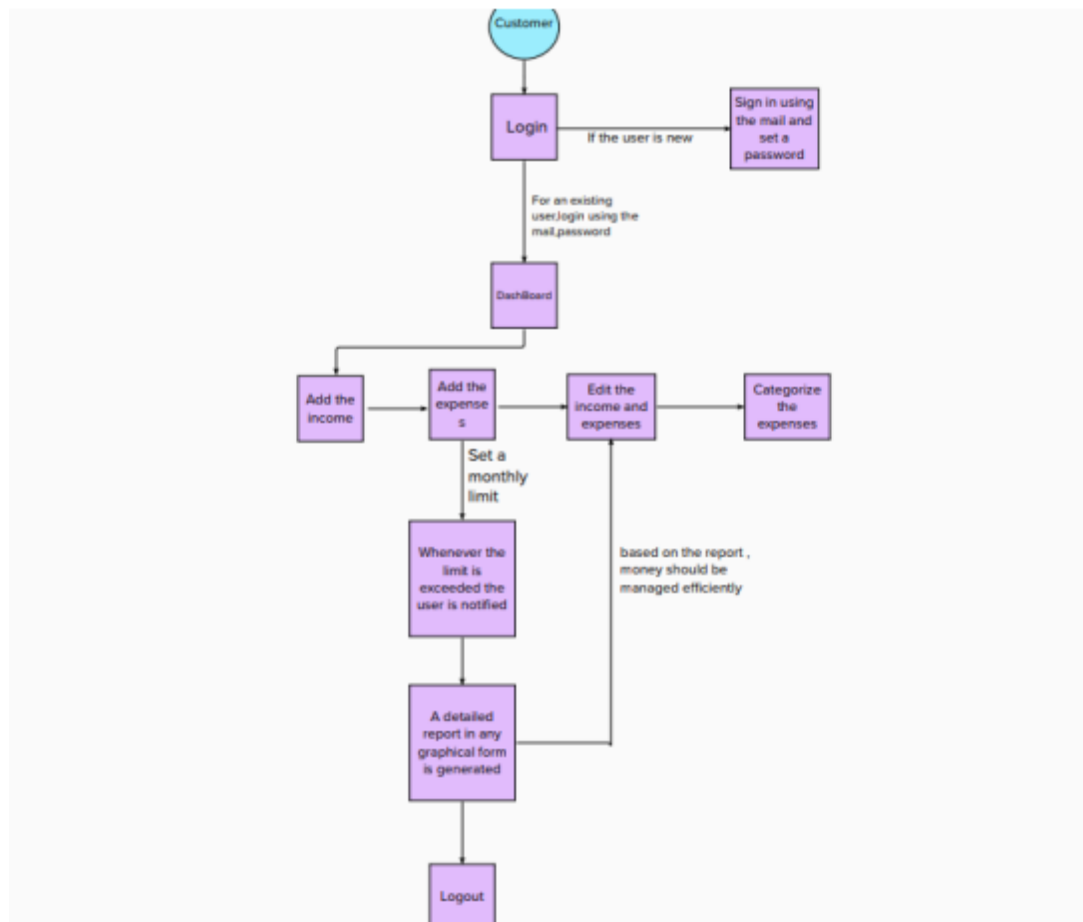 Customer
Login
If the user is new
Sign in using
the mail and
set a
password
For an existing
user,login using the
mail,password
DashBoard
Add the
income
Add the
expense
s
Edit the
income and
expenses
Categorize
the
expenses
Set a
monthly
limit
Whenever the
limit is
exceeded the
user is notified
based on the report ,
money should be
managed efficiently
A detailed
report in any
graphical form
is generated
Logout